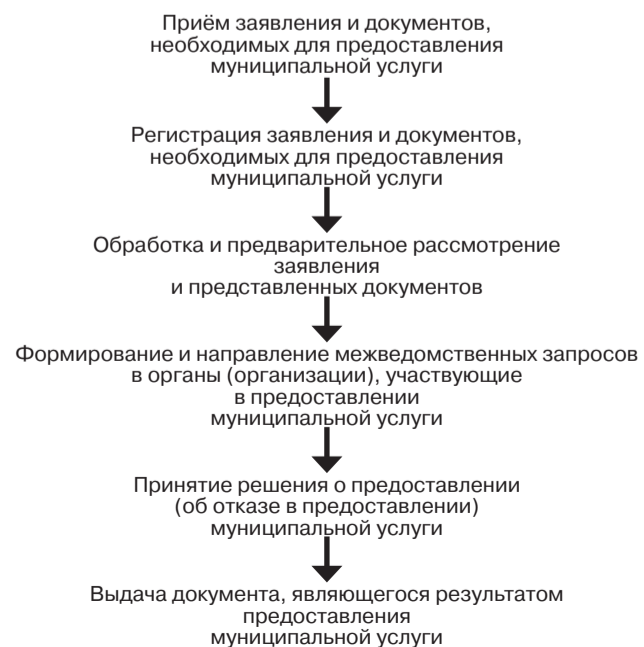 Приём заявления и документов,
необходимых для предоставления
муниципальной услуги
Регистрация заявления и документов,
необходимых для предоставления
муниципальной услуги
Обработка и предварительное рассмотрение
заявления
и представленных документов
Формирование и направление межведомственных запросов
в органы (организации), участвующие
в предоставлении
муниципальной услуги
Принятие решения о предоставлении
(об отказе в предоставлении)
муниципальной услуги
Выдача документа, являющегося результатом
предоставления
муниципальной услуги